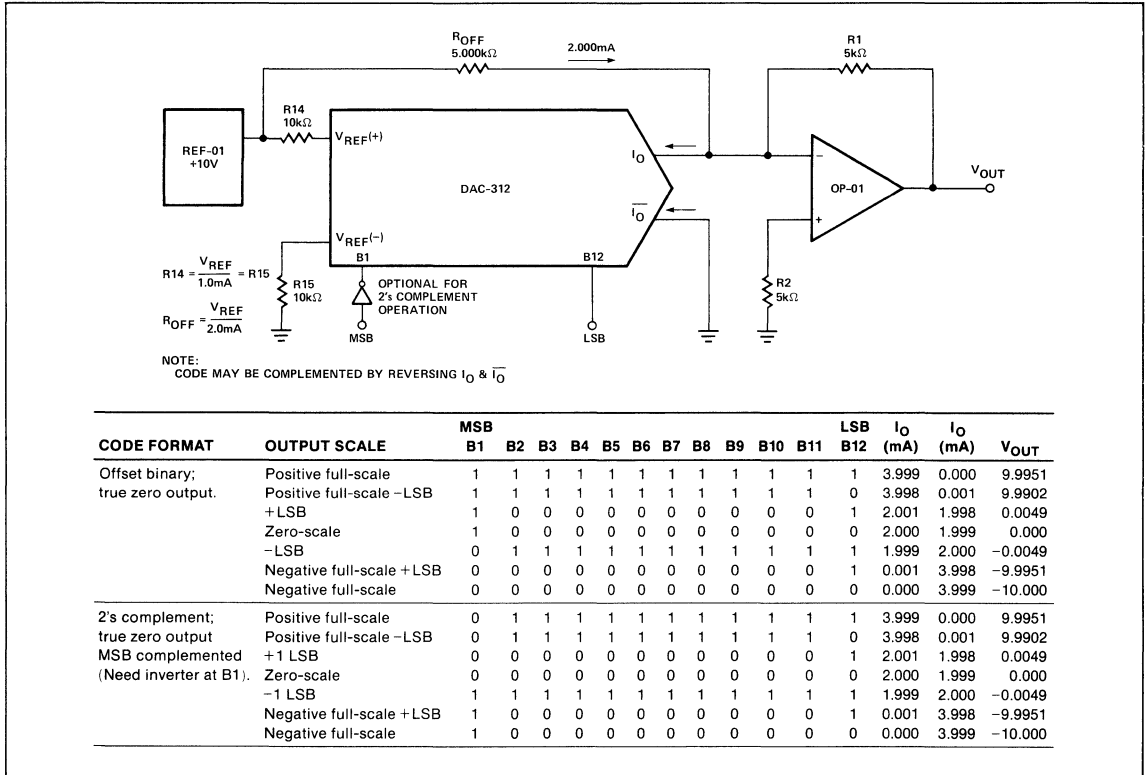 R_OFF
5.000kΩ
2.000mA
R1
5kΩ
R14
10kΩ
REF-01
+10V
V_REF(+)
I_O
DAC-312
I̅_O̅
OP-01
V_OUT
−
+
V_REF(−)
B1
B12
R14 = V_REF / 1.0mA = R15
R15
10kΩ
OPTIONAL FOR
2's COMPLEMENT
OPERATION
R2
5kΩ
R_OFF = V_REF / 2.0mA
MSB
LSB
NOTE:
CODE MAY BE COMPLEMENTED BY REVERSING I_O & I̅_O̅
MSB LSB I_O I_O
CODE FORMAT OUTPUT SCALE B1 B2 B3 B4 B5 B6 B7 B8 B9 B10 B11 B12 (mA) (mA) V_OUT
Offset binary; Positive full-scale 1 1 1 1 1 1 1 1 1 1 1 1 3.999 0.000 9.9951
true zero output. Positive full-scale −LSB 1 1 1 1 1 1 1 1 1 1 1 0 3.998 0.001 9.9902
+LSB 1 0 0 0 0 0 0 0 0 0 0 1 2.001 1.998 0.0049
Zero-scale 1 0 0 0 0 0 0 0 0 0 0 0 2.000 1.999 0.000
−LSB 0 1 1 1 1 1 1 1 1 1 1 1 1.999 2.000 −0.0049
Negative full-scale +LSB 0 0 0 0 0 0 0 0 0 0 0 1 0.001 3.998 −9.9951
Negative full-scale 0 0 0 0 0 0 0 0 0 0 0 0 0.000 3.999 −10.000
2's complement; Positive full-scale 0 1 1 1 1 1 1 1 1 1 1 1 3.999 0.000 9.9951
true zero output Positive full-scale −LSB 0 1 1 1 1 1 1 1 1 1 1 0 3.998 0.001 9.9902
MSB complemented +1 LSB 0 0 0 0 0 0 0 0 0 0 0 1 2.001 1.998 0.0049
(Need inverter at B1). Zero-scale 0 0 0 0 0 0 0 0 0 0 0 0 2.000 1.999 0.000
−1 LSB 1 1 1 1 1 1 1 1 1 1 1 1 1.999 2.000 −0.0049
Negative full-scale +LSB 1 0 0 0 0 0 0 0 0 0 0 1 0.001 3.998 −9.9951
Negative full-scale 1 0 0 0 0 0 0 0 0 0 0 0 0.000 3.999 −10.000